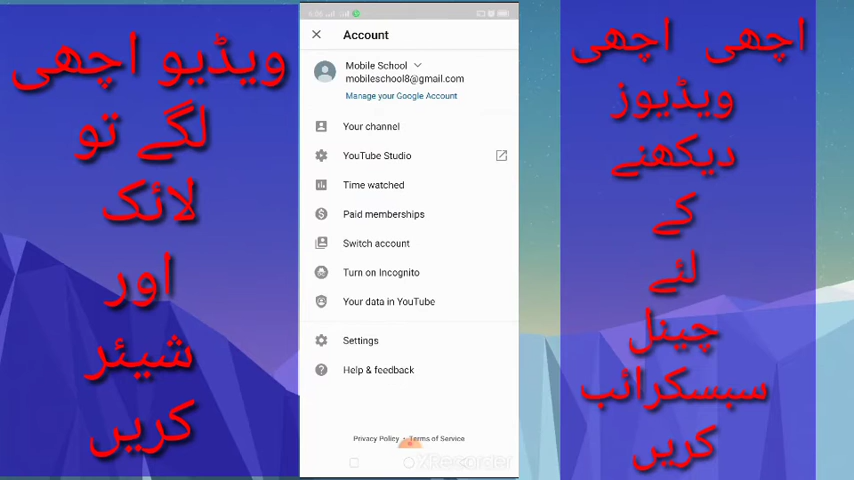 ویڈیو اچھی
لگے تو
لائک
اور
شیئر
کریں
Account
Mobile School
mobileschool8@gmail.com
Manage your Google Account
Your channel
YouTube Studio
Time watched
Paid memberships
Switch account
Turn on Incognito
Your data in YouTube
Settings
Help & feedback
Privacy Policy • Terms of Service
XRecorder
اچھی اچھی
ویڈیوز
دیکھنے
کے
لئے
چینل
سبسکرائب
کریں